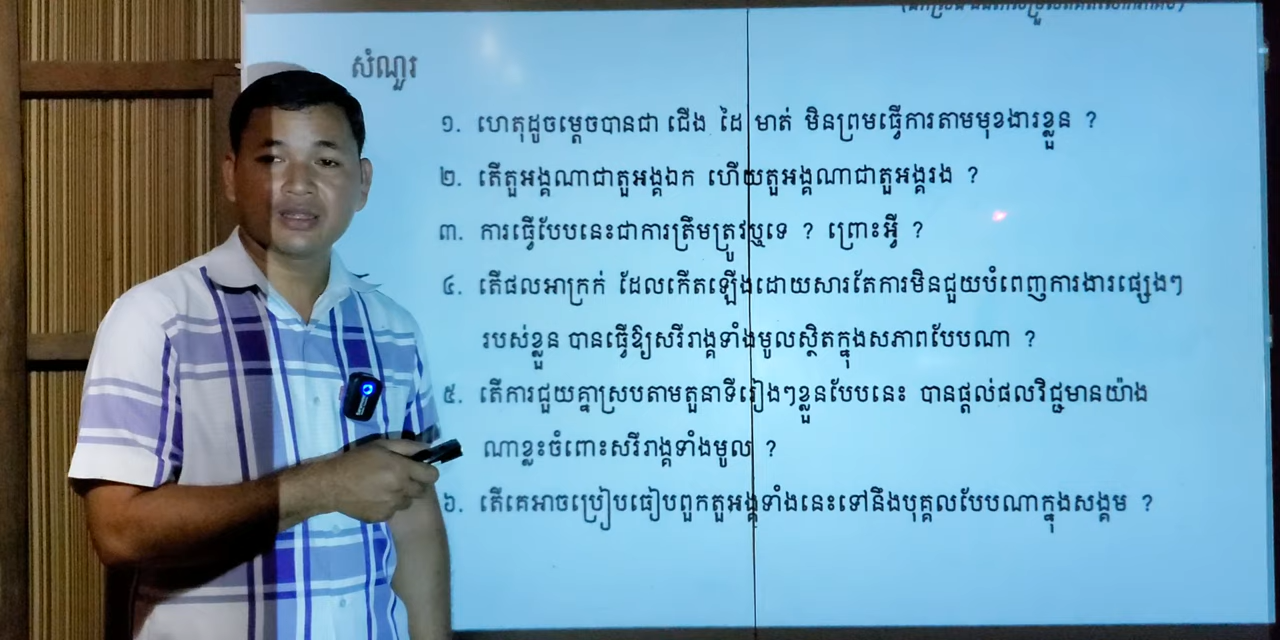 សំណួរ
១. ហេតុដូចម្ដេចបានជា ជើង ដៃ មាត់ មិនព្រមធ្វើការតាមមុខងារខ្លួន ?
២. តើតួអង្គណាជាតួអង្គឯក ហើយតួអង្គណាជាតួអង្គរង ?
៣. ការធ្វើបែបនេះជាការត្រឹមត្រូវឬទេ ? ព្រោះអ្វី ?
៤. តើផលអាក្រក់ ដែលកើតឡើងដោយសារតែការមិនជួយបំពេញការងារផ្សេងៗ
របស់ខ្លួន បានធ្វើឱ្យសរីរាង្គទាំងមូលស្ថិតក្នុងសភាពបែបណា ?
៥. តើការជួយគ្នាស្របតាមតួនាទីរៀងៗខ្លួនបែបនេះ បានផ្ដល់ផលវិជ្ជមានយ៉ាង
ណាខ្លះចំពោះសរីរាង្គទាំងមូល ?
៦. តើគេអាចប្រៀបធៀបពួកតួអង្គទាំងនេះទៅនឹងបុគ្គលបែបណាក្នុងសង្គម ?